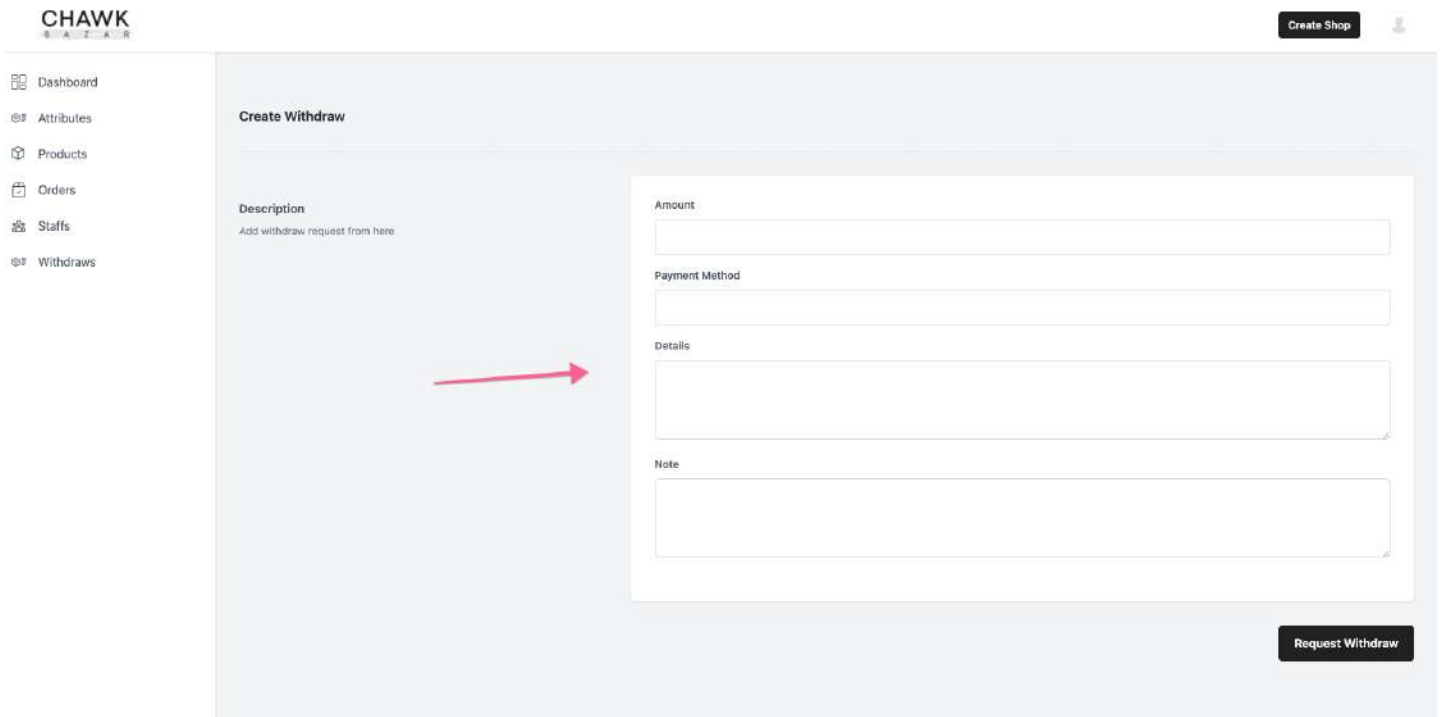 CHAWK
BAZAR
Create Shop
Dashboard
Attributes
Products
Orders
Staffs
Withdraws
Create Withdraw
Description
Add withdraw request from here
Amount
Payment Method
Details
Note
Request Withdraw